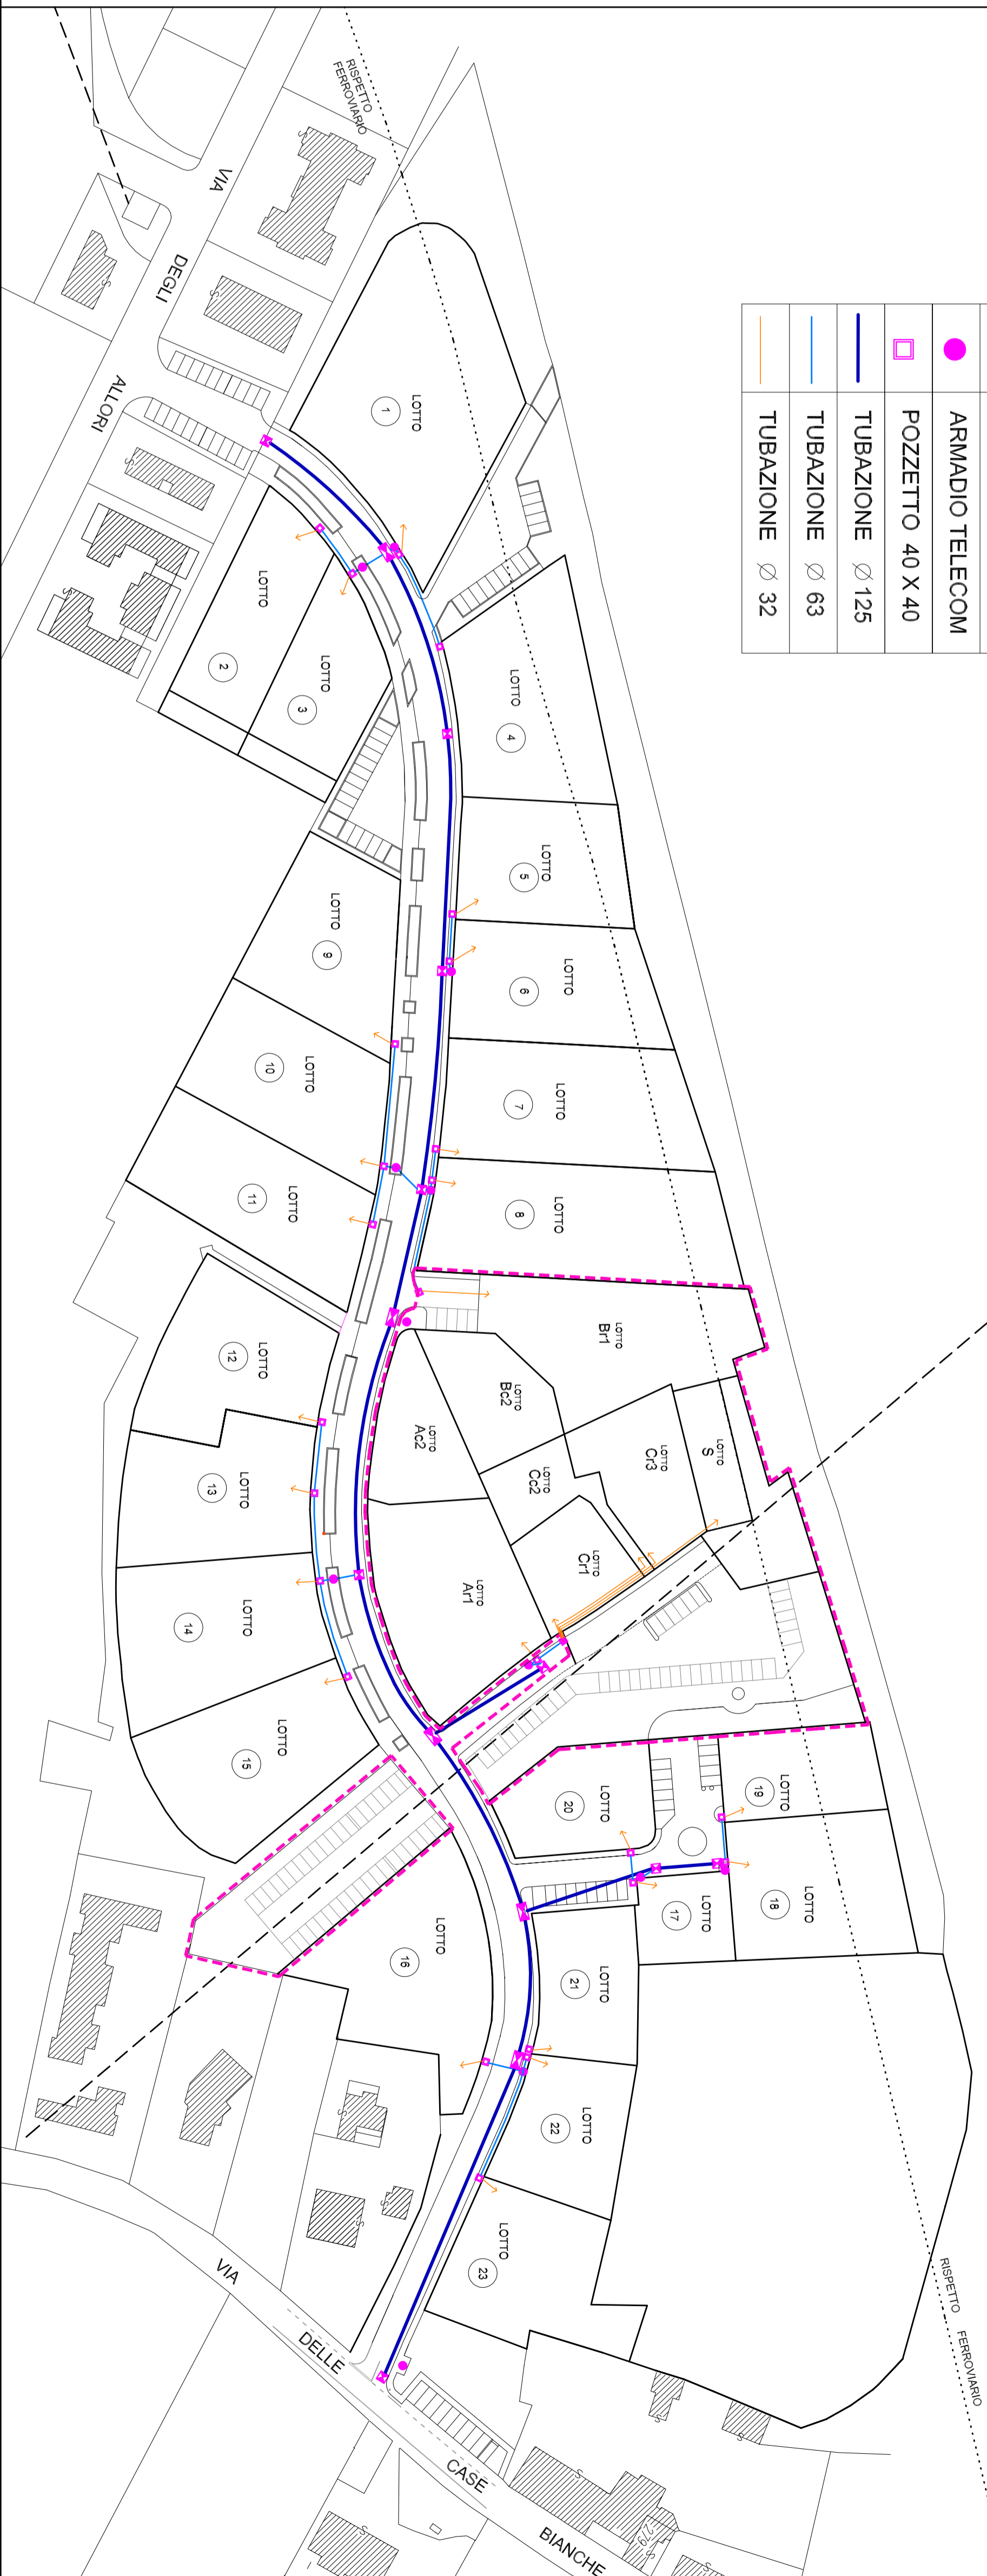 ARMADIO TELECOM
POZZETTO 40 X 40
TUBAZIONE ∅ 125
TUBAZIONE ∅ 63
TUBAZIONE ∅ 32
RISPETTO
FERROVIARIO
VIA
DEGLI
ALLORI
LOTTO
1
LOTTO
2
LOTTO
3
LOTTO
4
LOTTO
5
LOTTO
6
LOTTO
7
LOTTO
8
LOTTO
9
LOTTO
10
LOTTO
11
LOTTO
12
LOTTO
13
LOTTO
14
LOTTO
15
LOTTO
16
LOTTO
17
LOTTO
18
LOTTO
19
LOTTO
20
LOTTO
21
LOTTO
22
LOTTO
23
LOTTO
Br1
LOTTO
Bc2
LOTTO
Ac2
LOTTO
Cc2
LOTTO
Cr3
LOTTO
S
LOTTO
Cr1
LOTTO
Ar1
RISPETTO FERROVIARIO
VIA
DELLE
CASE
BIANCHE